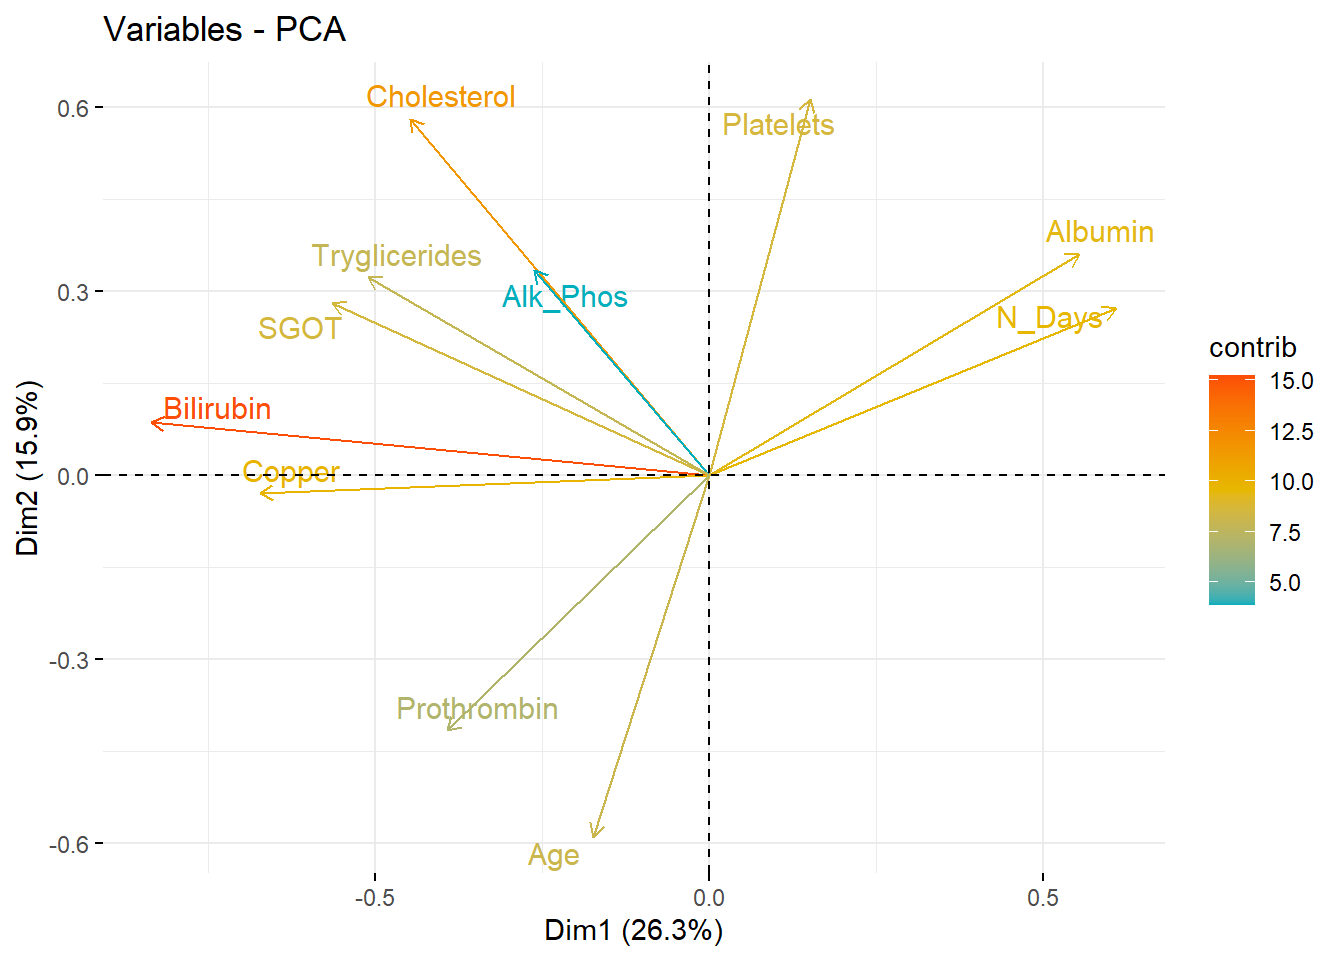 Variables - PCA
Cholesterol
Platelets
Albumin
Tryglicerides
Alk_Phos
N_Days
SGOT
Bilirubin
Copper
Prothrombin
Age
0.6
0.3
0.0
-0.3
-0.6
Dim2 (15.9%)
-0.5
0.0
0.5
Dim1 (26.3%)
contrib
15.0
12.5
10.0
7.5
5.0